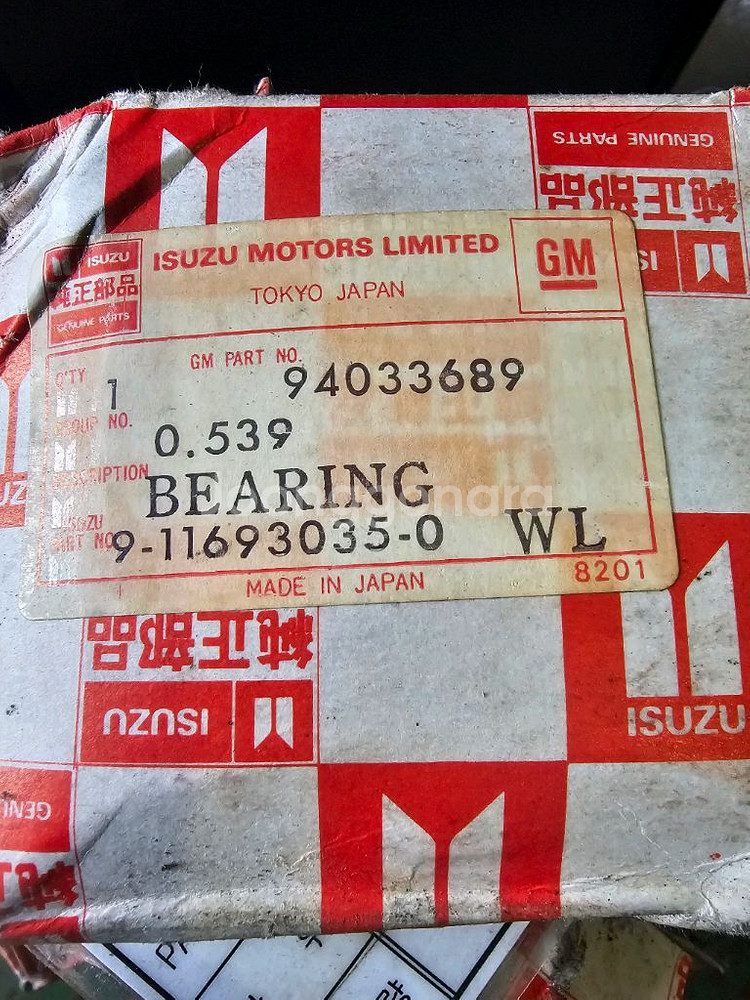 GENUINE PARTS
純正部品
ISUZU
純正部品
GENUINE PARTS
ISUZU MOTORS LIMITED
TOKYO JAPAN
GM
Q'TY
1
GM PART NO.
94033689
GROUP NO.
0.539
DESCRIPTION
BEARING
ISUZU
PART NO.
9-11693035-0 WL
MADE IN JAPAN
8201
純正部品
ISUZU
ISUZU